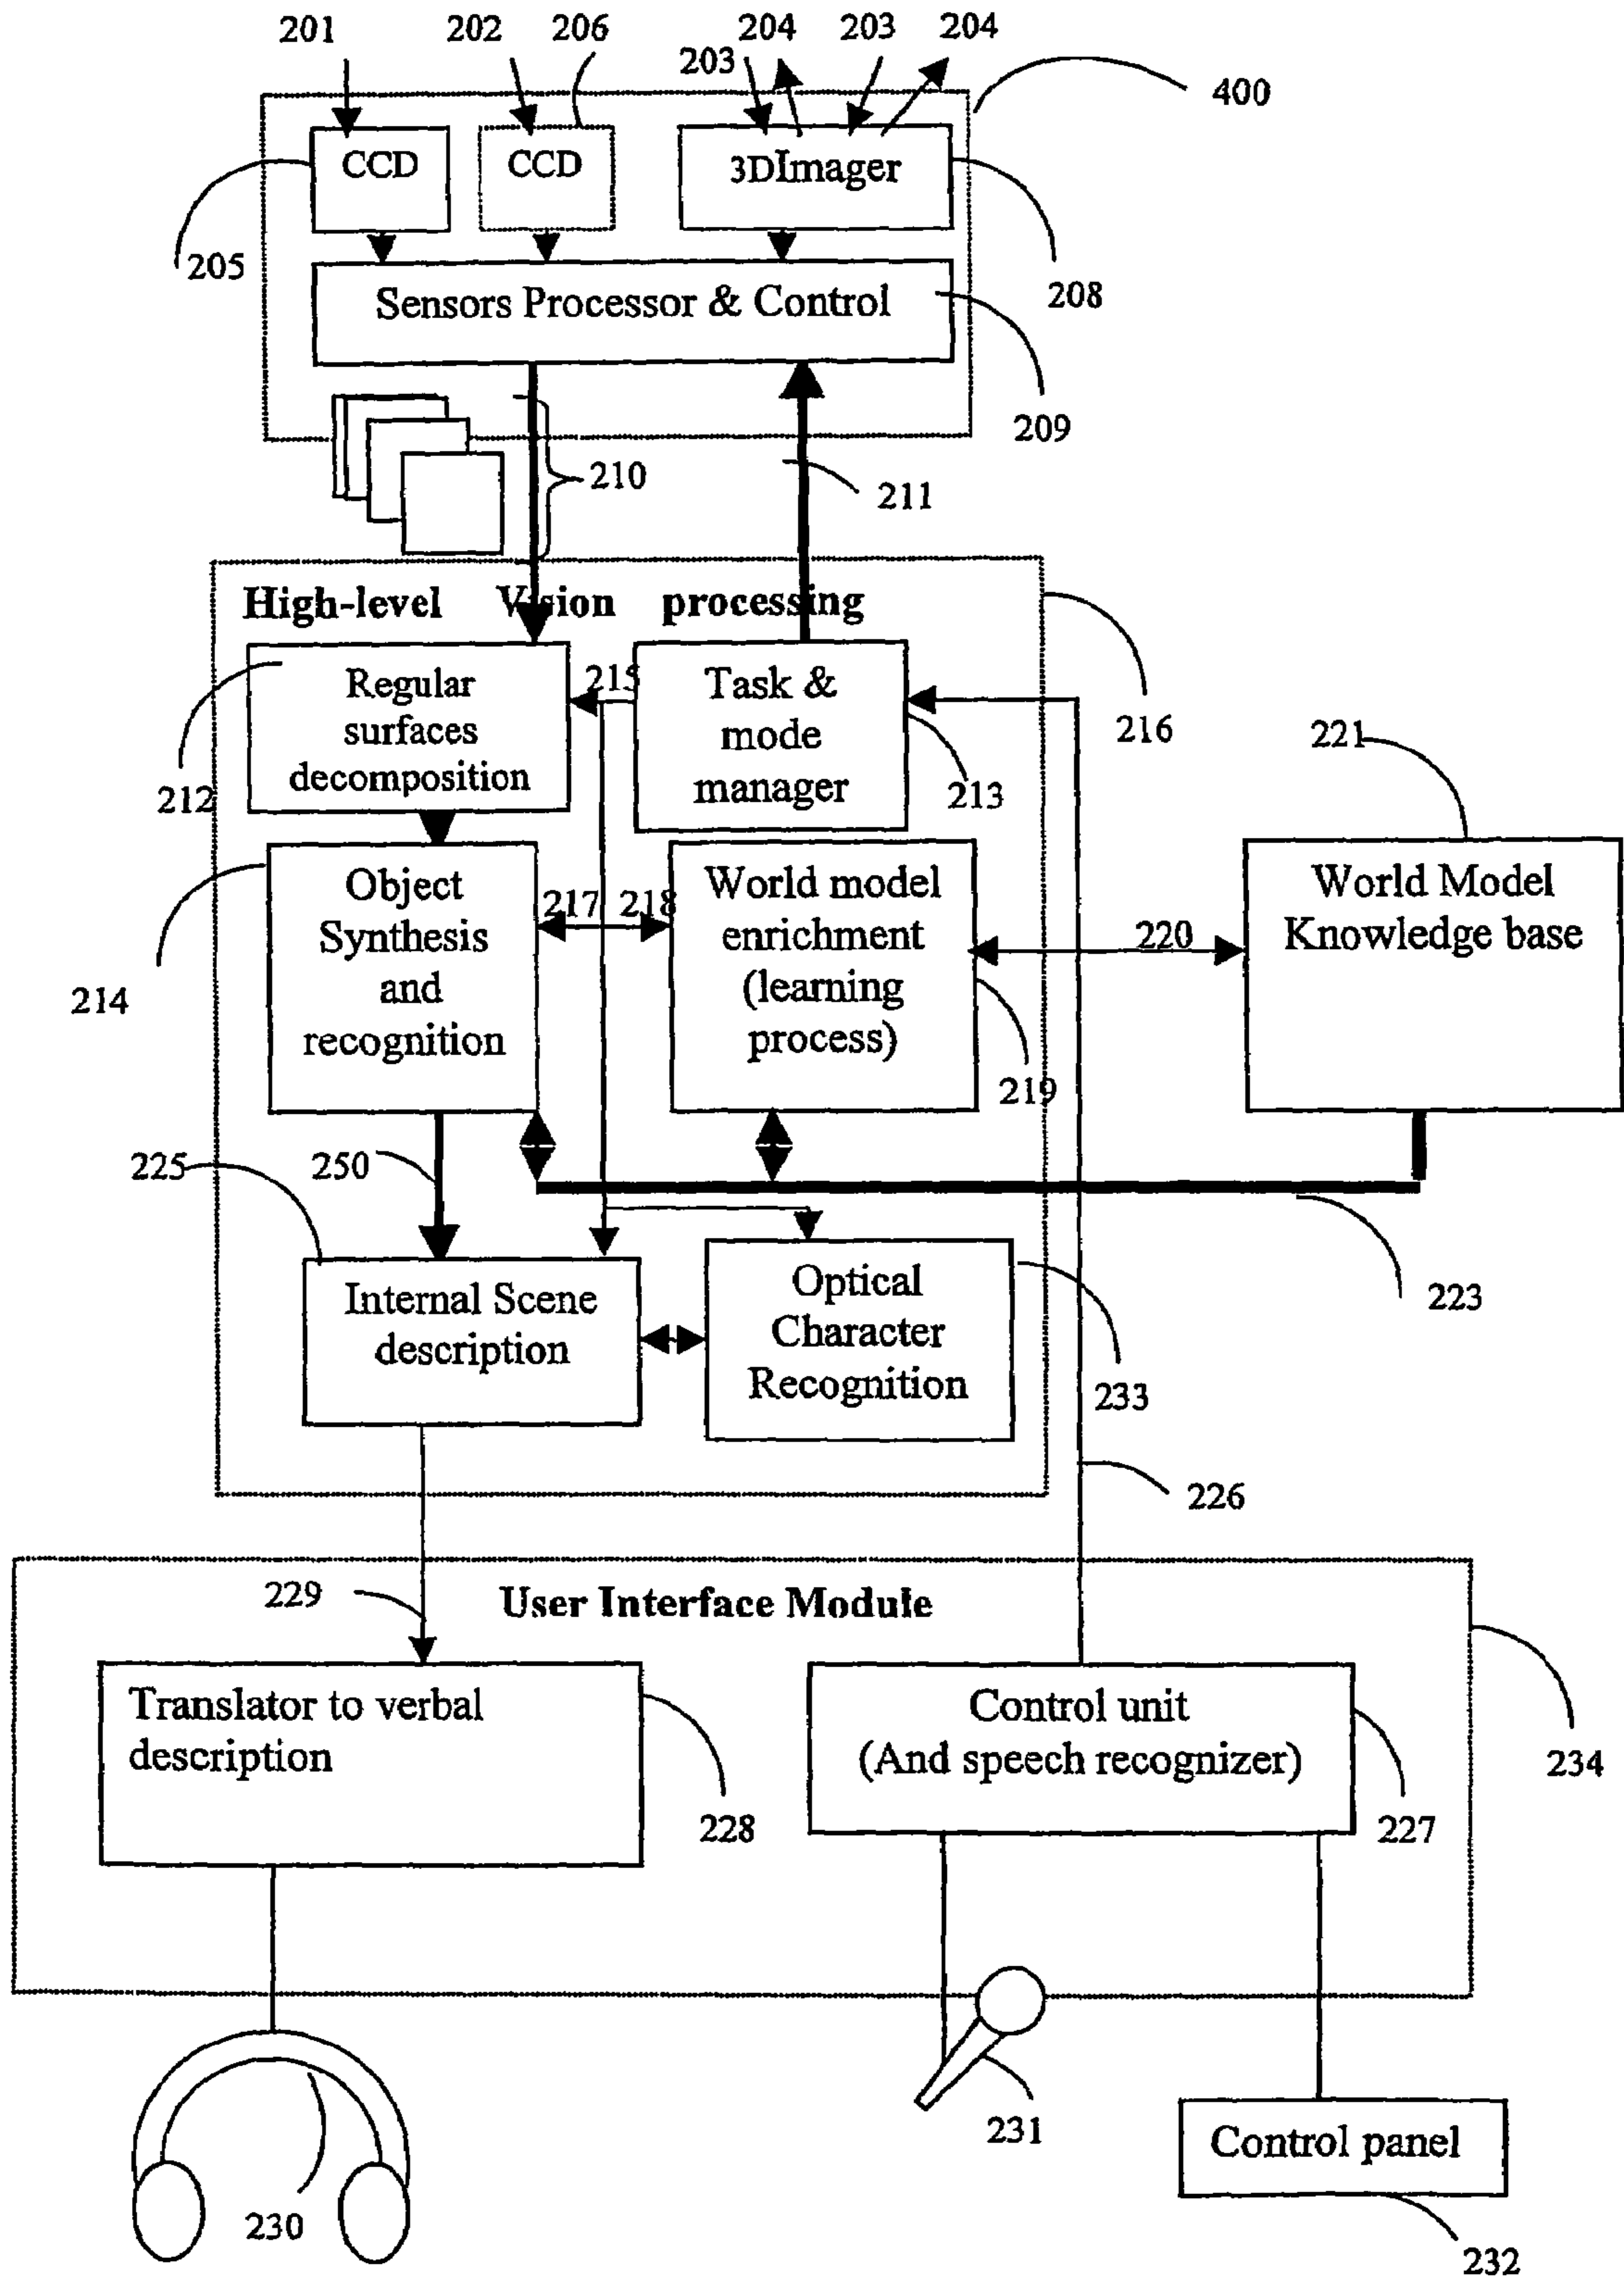 201
202
206
204
203
204
203
400
CCD
CCD
3DImager
205
208
Sensors Processor & Control
209
210
211
High-level Vision processing
215
Regular
surfaces
decomposition
Task &
mode
manager
212
213
216
221
Object
Synthesis
and
recognition
217
218
World model
enrichment
(learning
process)
220
World Model
Knowledge base
214
219
225
250
223
Internal Scene
description
Optical
Character
Recognition
233
226
229
User Interface Module
Translator to verbal
description
Control unit
(And speech recognizer)
234
228
227
231
Control panel
230
232